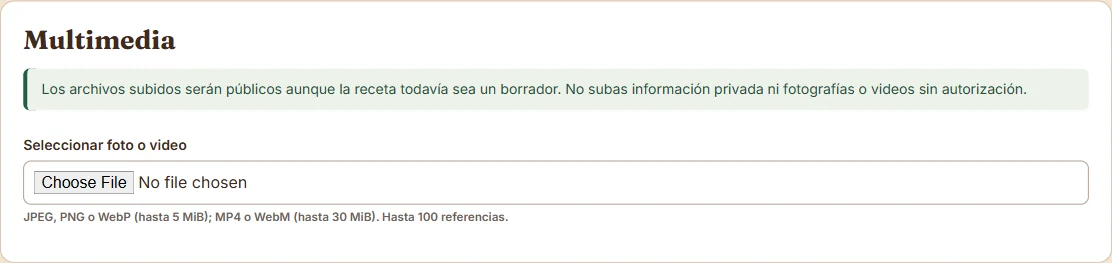 Multimedia
Los archivos subidos serán públicos aunque la receta todavía sea un borrador. No subas información privada ni fotografías o videos sin autorización.
Seleccionar foto o video
Choose File No file chosen
JPEG, PNG o WebP (hasta 5 MiB); MP4 o WebM (hasta 30 MiB). Hasta 100 referencias.